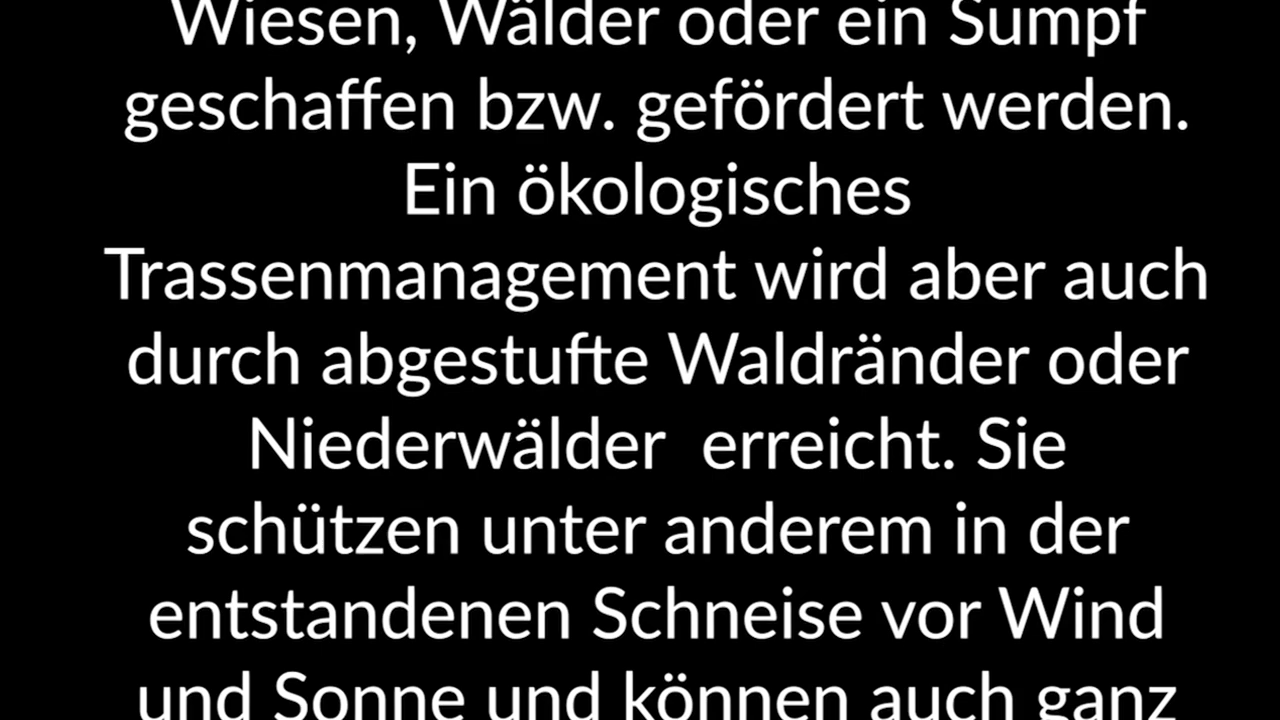 Wiesen, Wälder oder ein Sumpf
geschaffen bzw. gefördert werden.
Ein ökologisches
Trassenmanagement wird aber auch
durch abgestufte Waldränder oder
Niederwälder  erreicht. Sie
schützen unter anderem in der
entstandenen Schneise vor Wind
und Sonne und können auch ganz